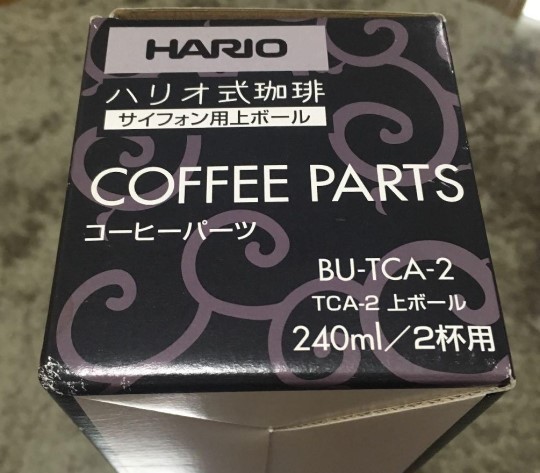 HARIO
ハリオ式珈琲
サイフォン用上ボール
COFFEE PARTS
コーヒーパーツ
BU-TCA-2
TCA-2 上ボール
240ml/2杯用